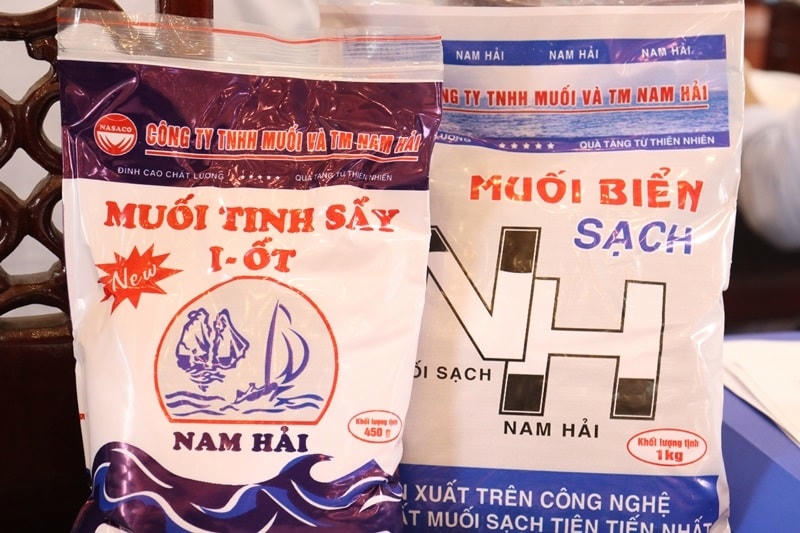 NASACO
CÔNG TY TNHH MUỐI VÀ TM NAM HẢI
ĐỈNH CAO CHẤT LƯỢNG ★★★★★ QUÀ TẶNG TỪ THIÊN NHIÊN
MUỐI TINH SẤY
I-ỐT
New
NAM HẢI
Khối lượng tịnh
450 g
NAM HẢI NAM HẢI NAM HẢI
TY TNHH MUỐI VÀ TM NAM HẢI
LƯỢNG ★★★★★ QUÀ TẶNG TỪ THIÊN NHIÊN
MUỐI BIỂN
SẠCH
NH
SẠCH
NAM HẢI
Khối lượng tịnh
1kg
XUẤT TRÊN CÔNG NGHỆ
MUỐI SẠCH TIÊN TIẾN NHẤT